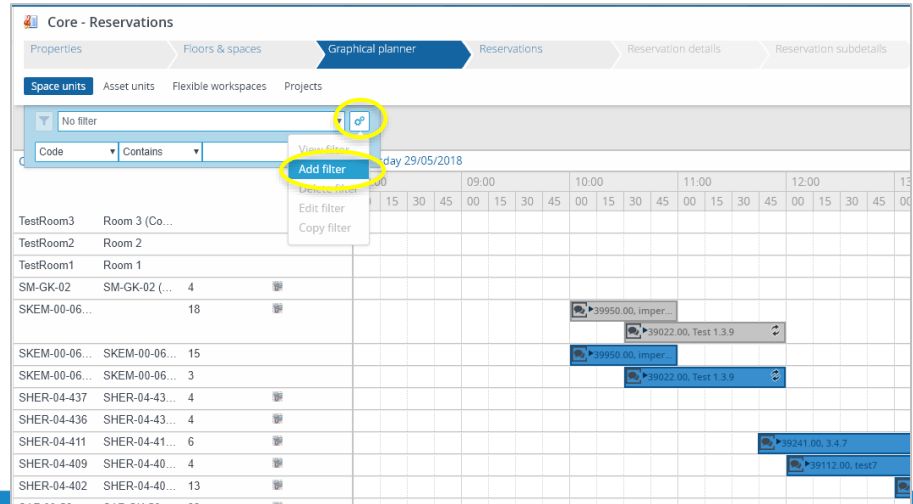 Core - Reservations
Properties Floors & spaces Graphical planner Reservations Reservation details Reservation subdetails
Space units Asset units Flexible workspaces Projects
No filter
Code Contains
View filter
Add filter
Delete filter
Edit filter
Copy filter
day 29/05/2018
09:00 10:00 11:00 12:00
15 30 45 00 15 30 45 00 15 30 45 00 15 30 45 00 15 30 45
TestRoom3 Room 3 (Co...
TestRoom2 Room 2
TestRoom1 Room 1
SM-GK-02 SM-GK-02 (... 4
SKEM-00-06... 18 39950.00, imper...
39022.00, Test 1.3.9
SKEM-00-06... SKEM-00-06... 15 39950.00, imper...
SKEM-00-06... SKEM-00-06... 3 39022.00, Test 1.3.9
SHER-04-437 SHER-04-43... 4
SHER-04-436 SHER-04-43... 4
SHER-04-411 SHER-04-41... 6 39241.00, 3.4.7
SHER-04-409 SHER-04-40... 4 39112.00, test7
SHER-04-402 SHER-04-40... 13